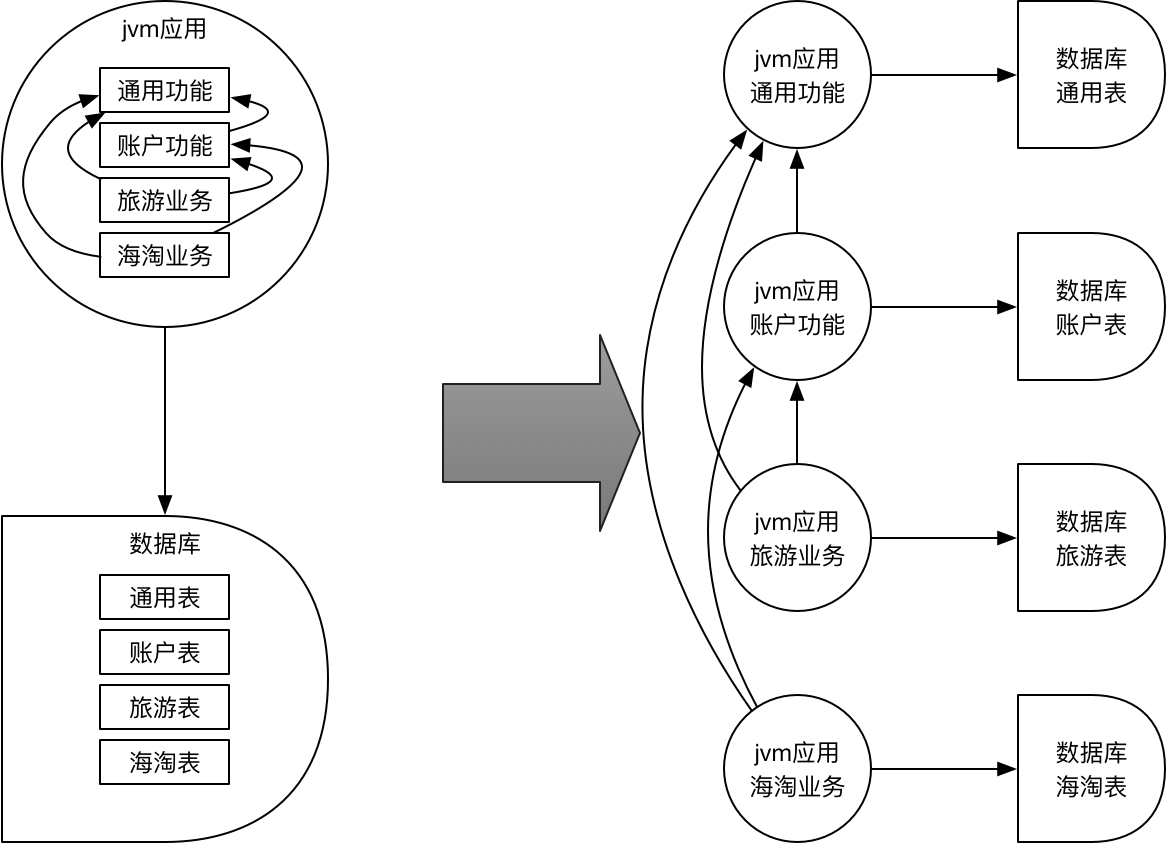 jvm应用
通用功能
账户功能
旅游业务
海淘业务
数据库
通用表
账户表
旅游表
海淘表
jvm应用
通用功能
数据库
通用表
jvm应用
账户功能
数据库
账户表
jvm应用
旅游业务
数据库
旅游表
jvm应用
海淘业务
数据库
海淘表